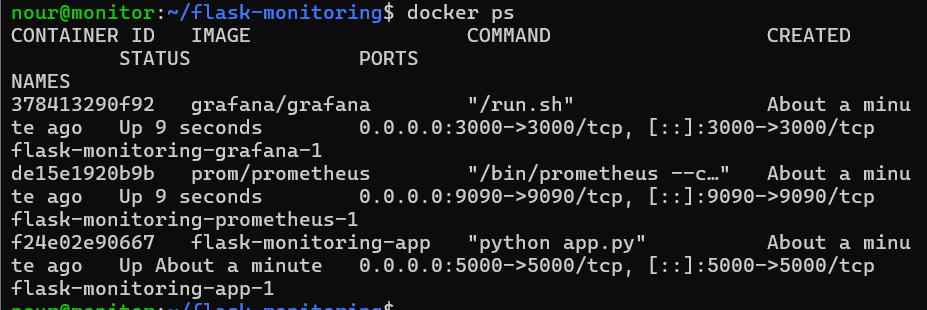 nour@monitor:~/flask-monitoring$ docker ps
CONTAINER ID   IMAGE                  COMMAND                  CREATED
         STATUS              PORTS
NAMES
378413290f92   grafana/grafana        "/run.sh"                About a minu
te ago   Up 9 seconds        0.0.0.0:3000->3000/tcp, [::]:3000->3000/tcp
flask-monitoring-grafana-1
de15e1920b9b   prom/prometheus        "/bin/prometheus --c…"   About a minu
te ago   Up 9 seconds        0.0.0.0:9090->9090/tcp, [::]:9090->9090/tcp
flask-monitoring-prometheus-1
f24e02e90667   flask-monitoring-app   "python app.py"          About a minu
te ago   Up About a minute   0.0.0.0:5000->5000/tcp, [::]:5000->5000/tcp
flask-monitoring-app-1
nour@monitor:~/flask-monitoring$